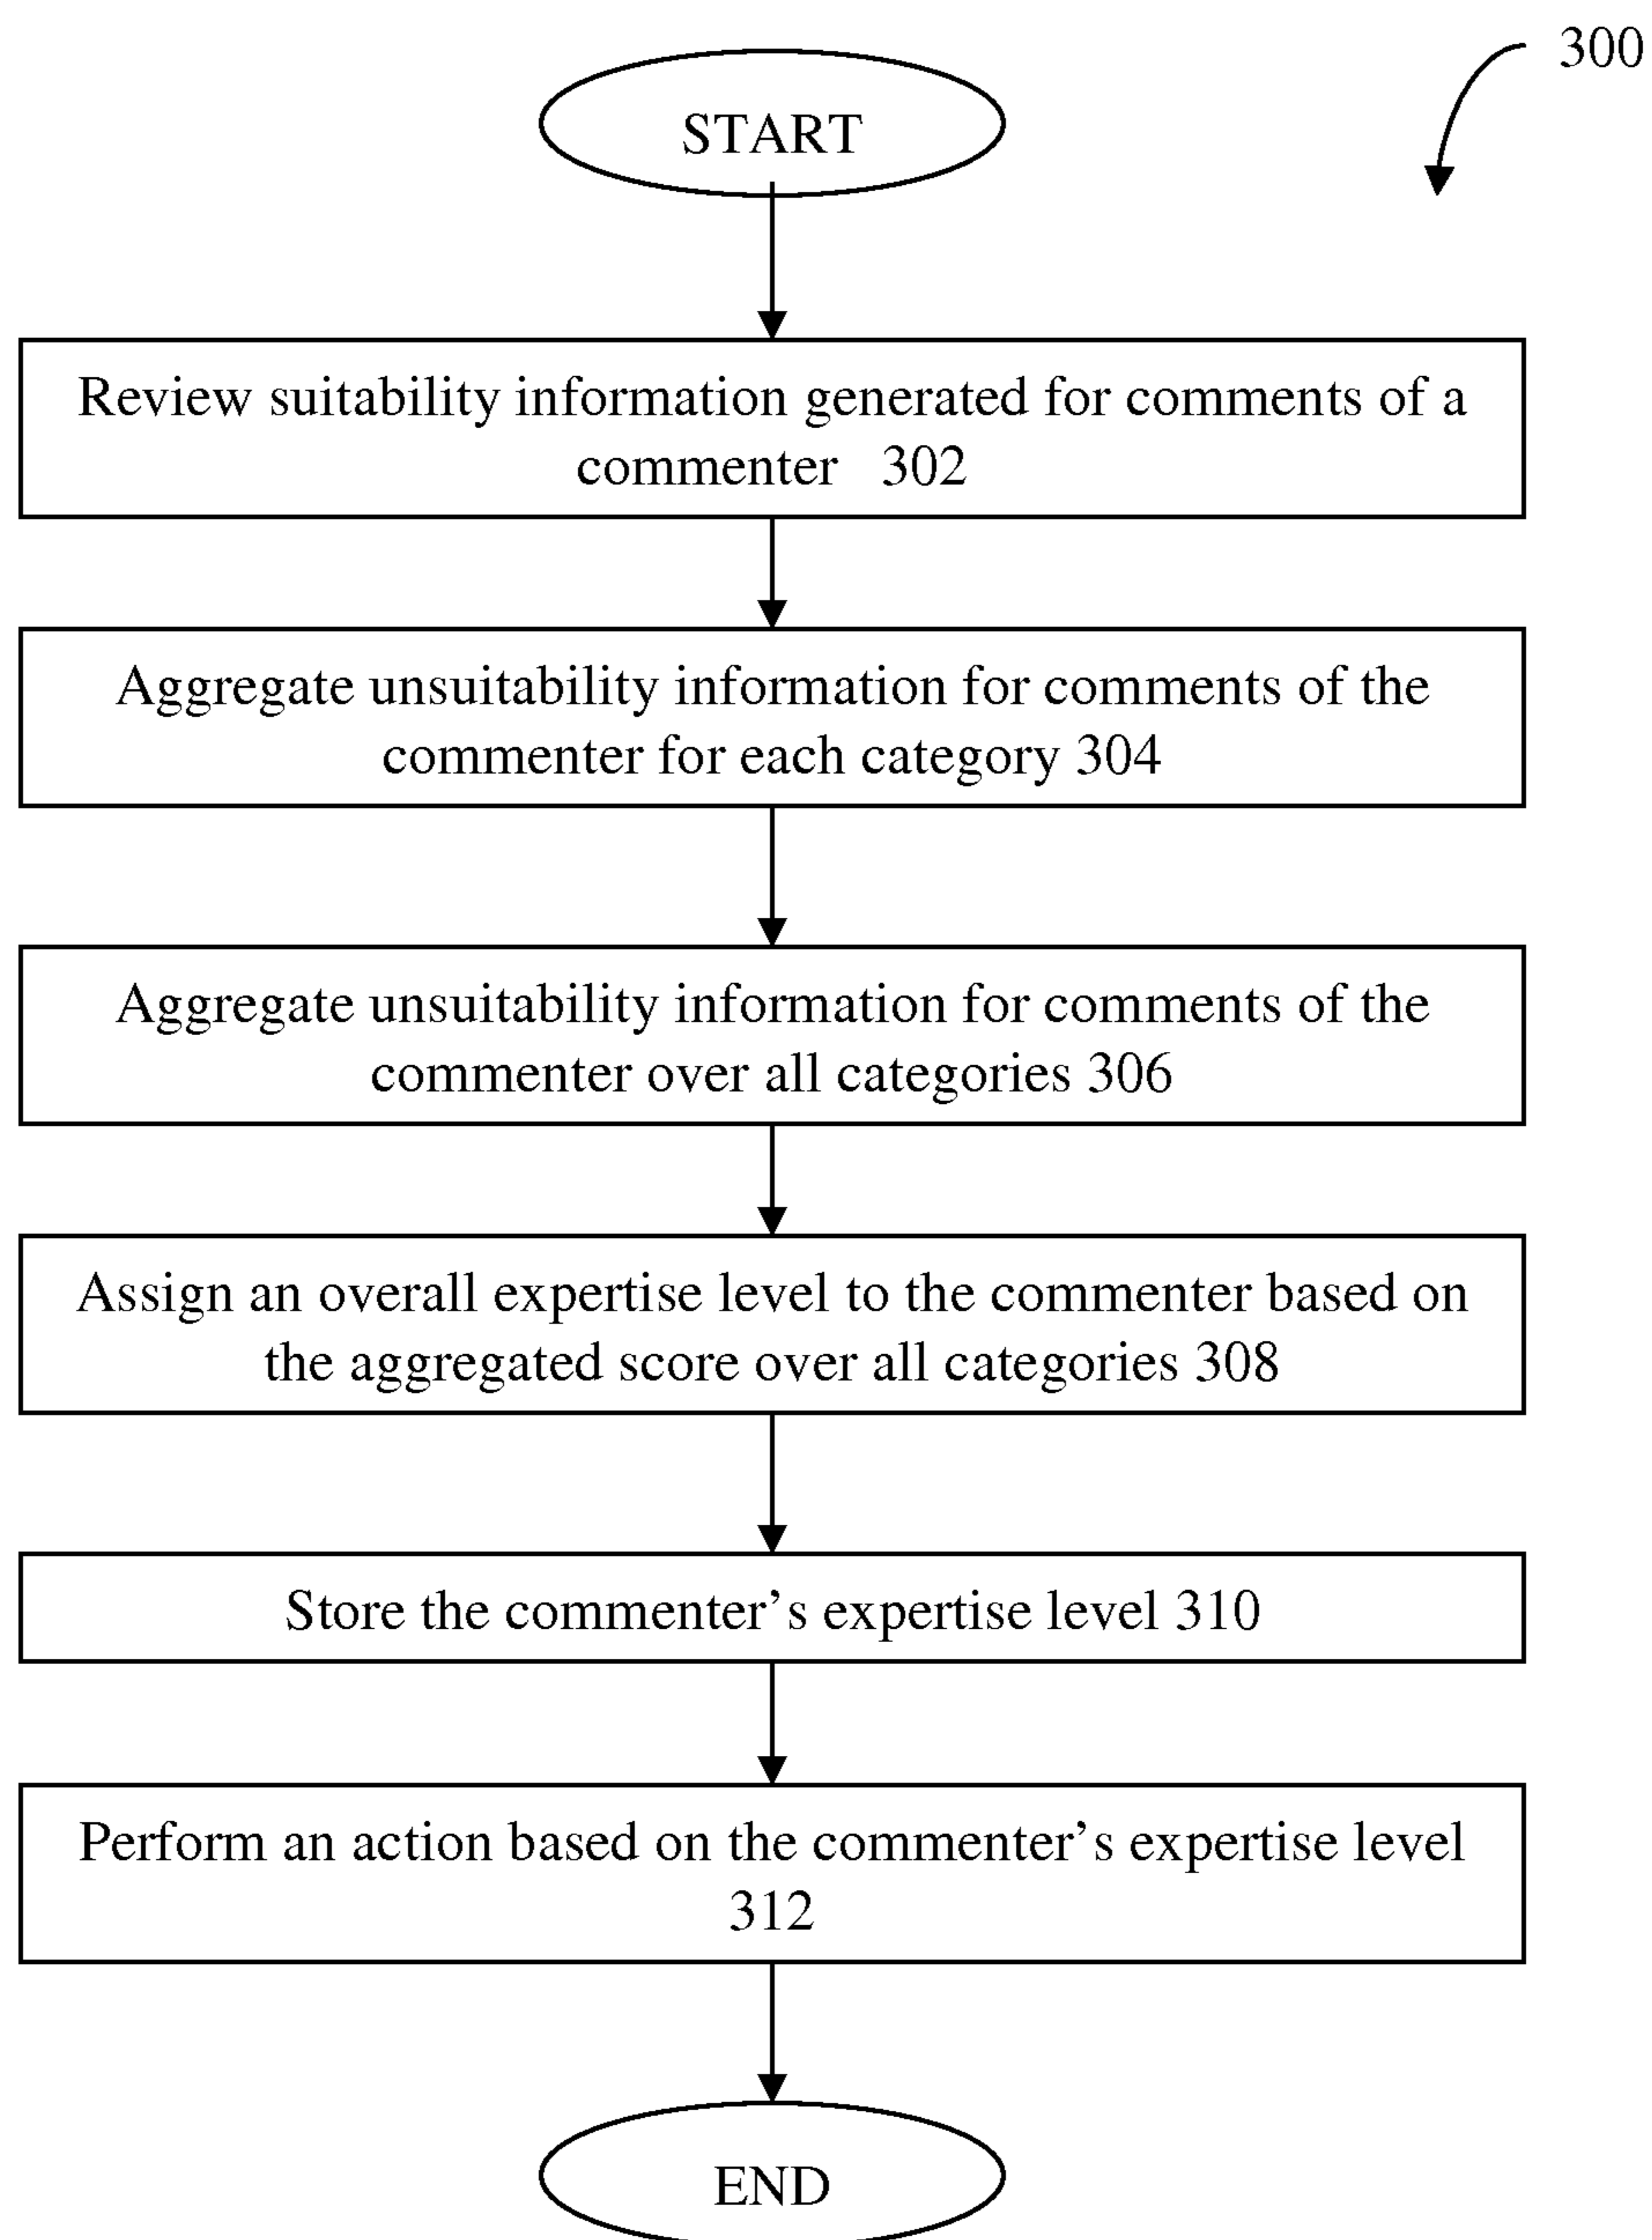 300
START
Review suitability information generated for comments of a
commenter 302
Aggregate unsuitability information for comments of the
commenter for each category 304
Aggregate unsuitability information for comments of the
commenter over all categories 306
Assign an overall expertise level to the commenter based on
the aggregated score over all categories 308
Store the commenter’s expertise level 310
Perform an action based on the commenter’s expertise level
312
END